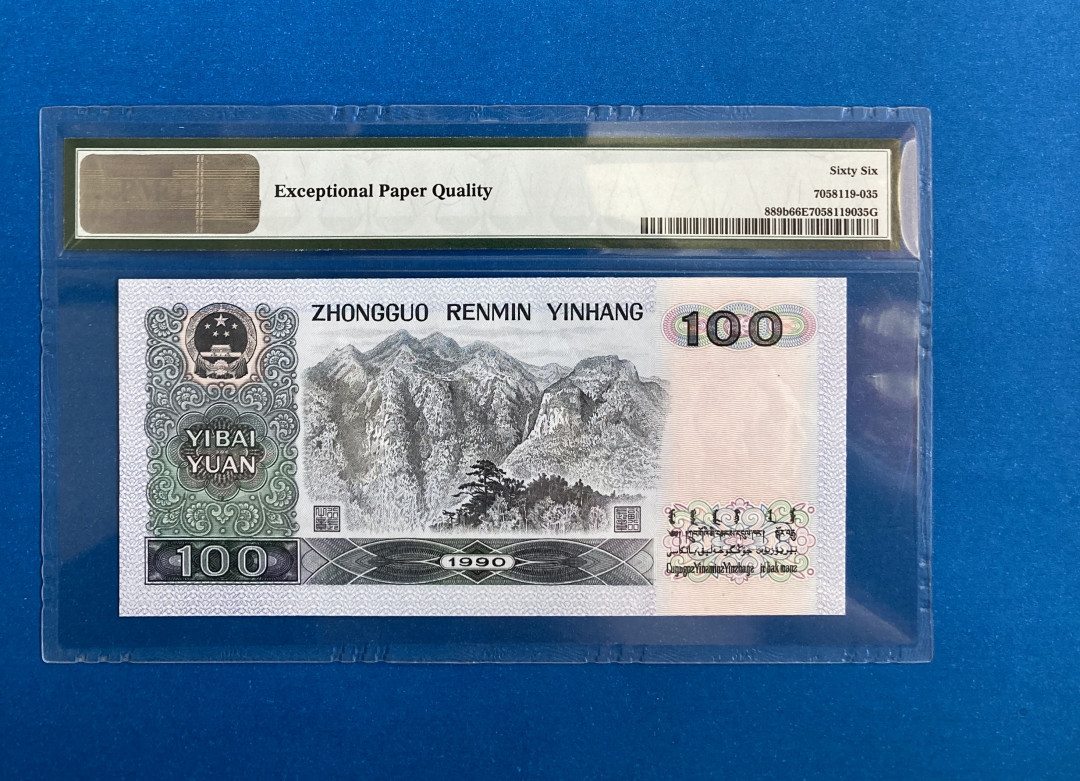 Exceptional Paper Quality
Sixty Six
7058119-035
889b66E7058119035G
ZHONGGUO RENMIN YINHANG
100
YIBAI
YUAN
100
1990